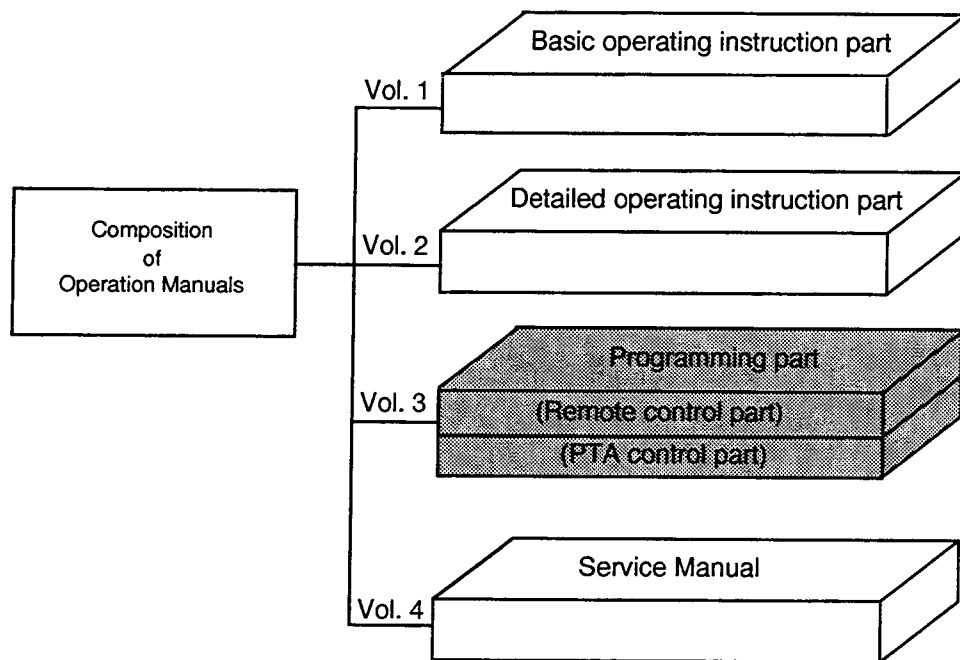 Basic operating instruction part
Vol. 1
Detailed operating instruction part
Composition
of
Operation Manuals
Vol. 2
Programming part
Vol. 3
(Remote control part)
(PTA control part)
Service Manual
Vol. 4